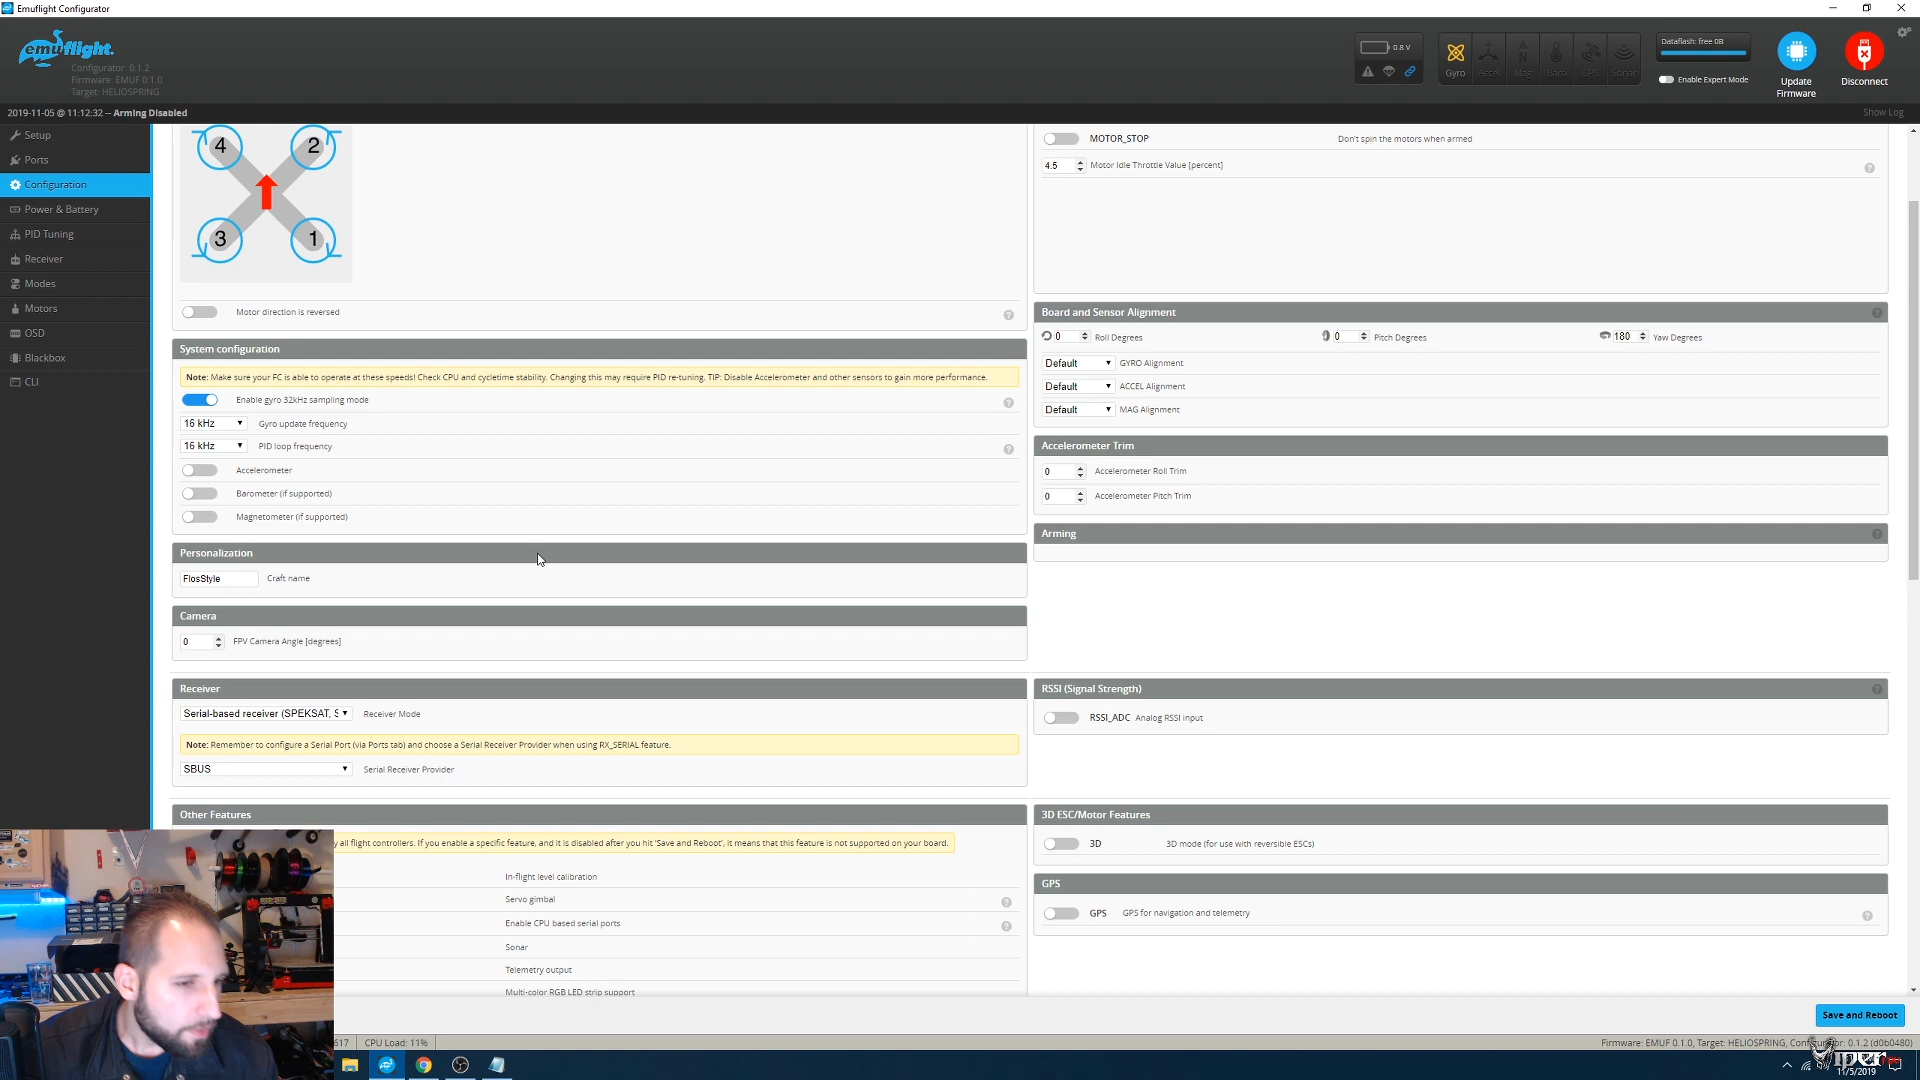 Emuflight Configurator
emuflight.
Configurator: 0.1.2
Firmware: EMUF 0.1.0
Target: HELIOSPRING
0.8 V
Gyro
Accel
Mag
Baro
GPS
Sonar
Dataflash: free 0B
Enable Expert Mode
Update
Firmware
Disconnect
2019-11-05 @ 11:12:32 -- Arming Disabled
Show Log
Setup
Ports
Configuration
Power & Battery
PID Tuning
Receiver
Modes
Motors
OSD
Blackbox
CLI
4 2
3 1
Motor direction is reversed
System configuration
Note: Make sure your FC is able to operate at these speeds! Check CPU and cycletime stability. Changing this may require PID re-tuning. TIP: Disable Accelerometer and other sensors to gain more performance.
Enable gyro 32kHz sampling mode
16 kHz Gyro update frequency
16 kHz PID loop frequency
Accelerometer
Barometer (if supported)
Magnetometer (if supported)
Personalization
FlosStyle Craft name
Camera
0 FPV Camera Angle [degrees]
Receiver
Serial-based receiver (SPEKSAT, S Receiver Mode
Note: Remember to configure a Serial Port (via Ports tab) and choose a Serial Receiver Provider when using RX_SERIAL feature.
SBUS Serial Receiver Provider
Other Features
y all flight controllers. If you enable a specific feature, and it is disabled after you hit 'Save and Reboot', it means that this feature is not supported on your board.
In-flight level calibration
Servo gimbal
Enable CPU based serial ports
Sonar
Telemetry output
Multi-color RGB LED strip support
MOTOR_STOP Don't spin the motors when armed
4.5 Motor Idle Throttle Value [percent]
Board and Sensor Alignment
0 Roll Degrees 0 Pitch Degrees 180 Yaw Degrees
Default GYRO Alignment
Default ACCEL Alignment
Default MAG Alignment
Accelerometer Trim
0 Accelerometer Roll Trim
0 Accelerometer Pitch Trim
Arming
RSSI (Signal Strength)
RSSI_ADC Analog RSSI input
3D ESC/Motor Features
3D 3D mode (for use with reversible ESCs)
GPS
GPS GPS for navigation and telemetry
Save and Reboot
617 CPU Load: 11%
Firmware: EMUF 0.1.0, Target: HELIOSPRING, Configurator: 0.1.2 (d0b0480)
11/5/2019